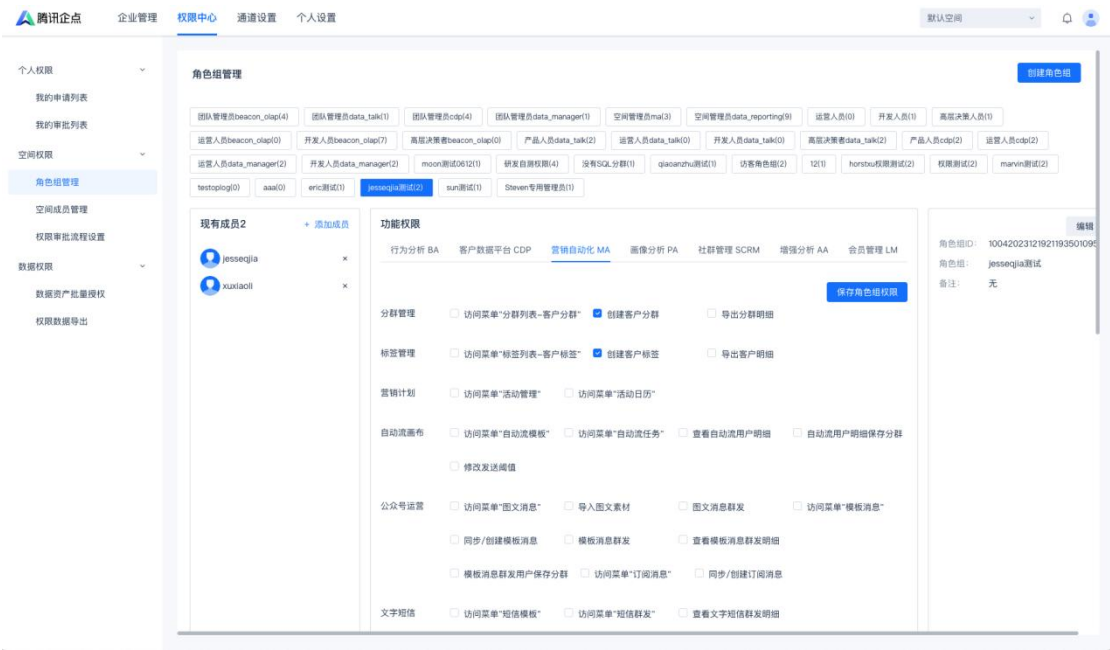 腾讯企点 企业管理 权限中心 通道设置 个人设置 默认空间
个人权限
我的申请列表
我的审批列表
空间权限
角色组管理
空间成员管理
权限审批流程设置
数据权限
数据资产批量授权
权限数据导出
角色组管理 创建角色组
团队管理员beacon_olap(4) 团队管理员data_talk(1) 团队管理员cdp(4) 团队管理员data_manager(1) 空间管理员ma(3) 空间管理员data_reporting(9) 运营人员(0) 开发人员(1) 高层决策人员(1)
运营人员beacon_olap(0) 开发人员beacon_olap(7) 高层决策者beacon_olap(0) 产品人员data_talk(2) 运营人员data_talk(0) 开发人员data_talk(0) 高层决策者data_talk(2) 产品人员cdp(2) 运营人员cdp(2)
运营人员data_manager(2) 开发人员data_manager(2) moon测试0612(1) 研发自测权限(4) 没有SQL分群(1) qiaoanzhu测试(1) 访客角色组(2) 12(1) horstxu权限测试(2) 权限测试(2) marvin测试(2)
testoplog(0) aaa(0) eric测试(1) jesseqjia测试(2) sun测试(1) Steven专用管理员(1)
现有成员2 + 添加成员
jesseqjia ×
xuxiaoli ×
功能权限
行为分析 BA 客户数据平台 CDP 营销自动化 MA 画像分析 PA 社群管理 SCRM 增强分析 AA 会员管理 LM
保存角色组权限
分群管理 访问菜单"分群列表-客户分群" 创建客户分群 导出分群明细
标签管理 访问菜单"标签列表-客户标签" 创建客户标签 导出客户明细
营销计划 访问菜单"活动管理" 访问菜单"活动日历"
自动流画布 访问菜单"自动流模板" 访问菜单"自动流任务" 查看自动流用户明细 自动流用户明细保存分群
修改发送阈值
公众号运营 访问菜单"图文消息" 导入图文素材 图文消息群发 访问菜单"模板消息"
同步/创建模板消息 模板消息群发 查看模板消息群发明细
模板消息群发用户保存分群 访问菜单"订阅消息" 同步/创建订阅消息
文字短信 访问菜单"短信模板" 访问菜单"短信群发" 查看文字短信群发明细
编辑
角色组ID: 10042023121921193501095
角色组: jesseqjia测试
备注: 无